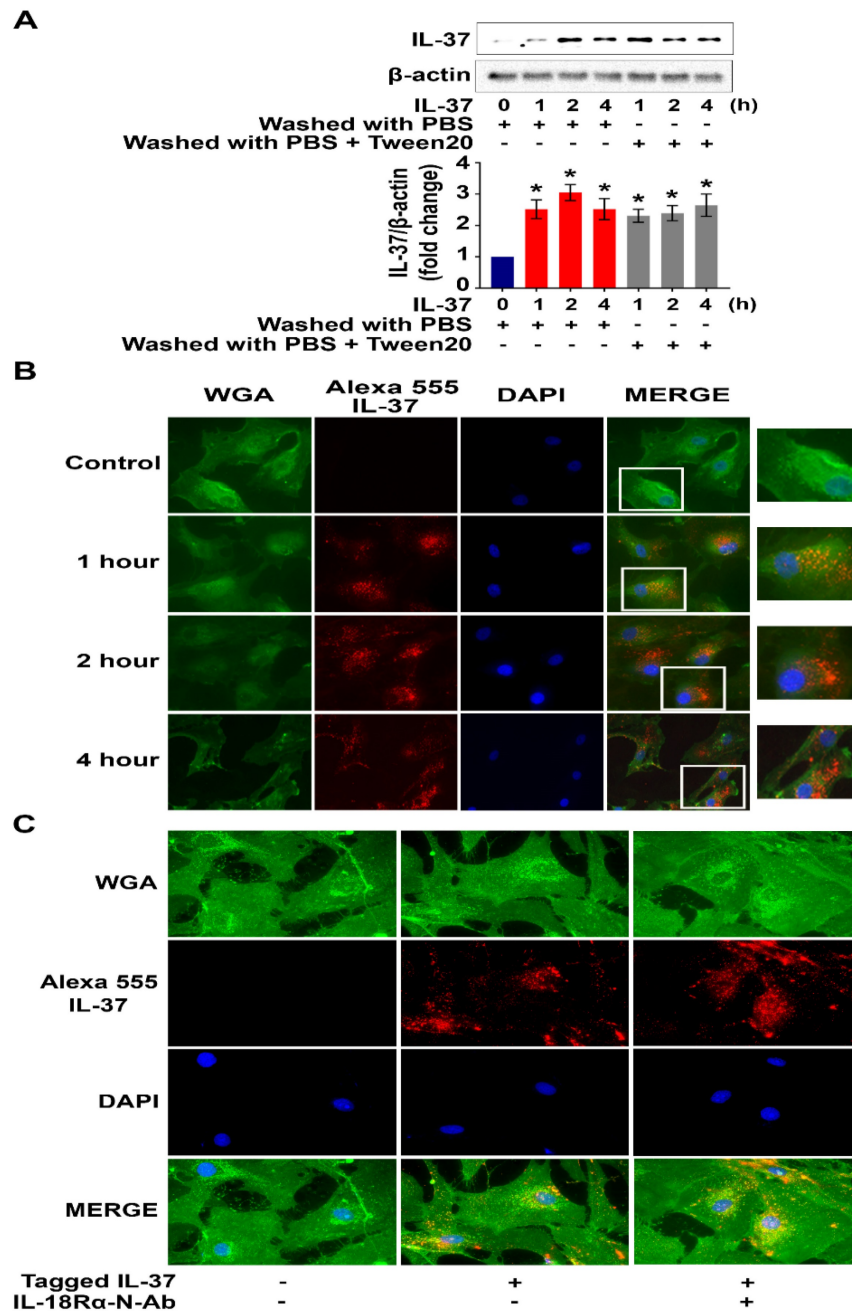 A
IL-37
β-actin
IL-37 0 1 2 4 1 2 4 (h)
Washed with PBS + + + + - - -
Washed with PBS + Tween20 - - - - + + +
IL-37/β-actin
(fold change)
4
3
2
1
0
* * * * * *
IL-37 0 1 2 4 1 2 4 (h)
Washed with PBS + + + + - - -
Washed with PBS + Tween20 - - - - + + +
B
WGA Alexa 555 IL-37 DAPI MERGE
Control
1 hour
2 hour
4 hour
C
WGA
Alexa 555
IL-37
DAPI
MERGE
Tagged IL-37 - + +
IL-18Rα-N-Ab - - +